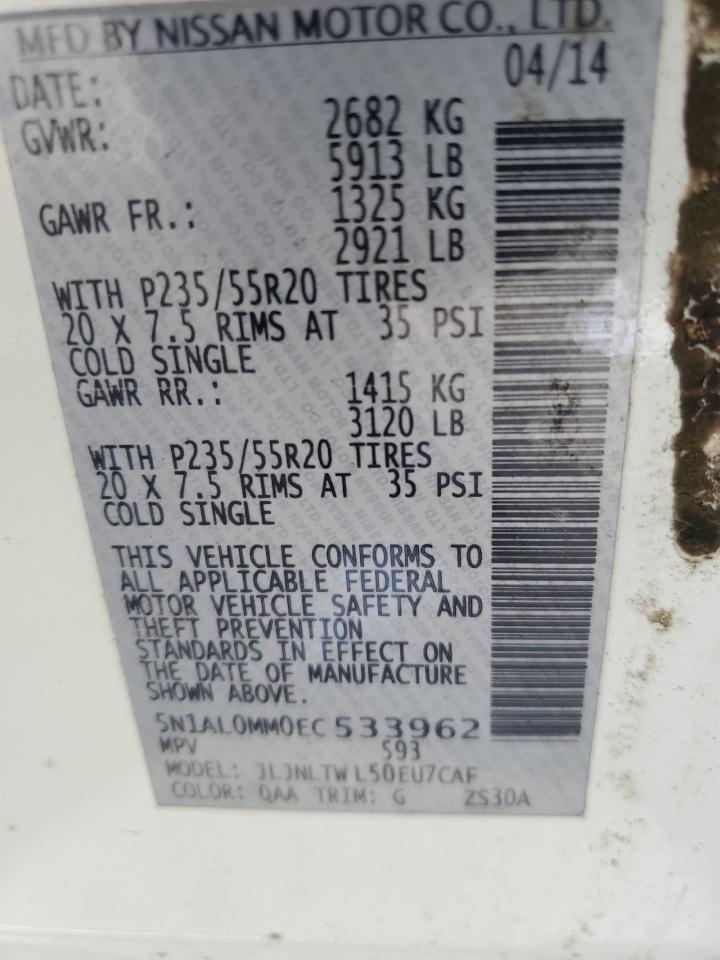 MFD BY NISSAN MOTOR CO., LTD.
DATE: 04/14
GVWR: 2682 KG
5913 LB
GAWR FR.: 1325 KG
2921 LB
WITH P235/55R20 TIRES
20 X 7.5 RIMS AT 35 PSI
COLD SINGLE
GAWR RR.: 1415 KG
3120 LB
WITH P235/55R20 TIRES
20 X 7.5 RIMS AT 35 PSI
COLD SINGLE
THIS VEHICLE CONFORMS TO
ALL APPLICABLE FEDERAL
MOTOR VEHICLE SAFETY AND
THEFT PREVENTION
STANDARDS IN EFFECT ON
THE DATE OF MANUFACTURE
SHOWN ABOVE.
5N1AL0MM0EC 533962
MPV 593
MODEL: JLJNLTW L50EU7CAF
COLOR: QAA TRIM: G ZS30A